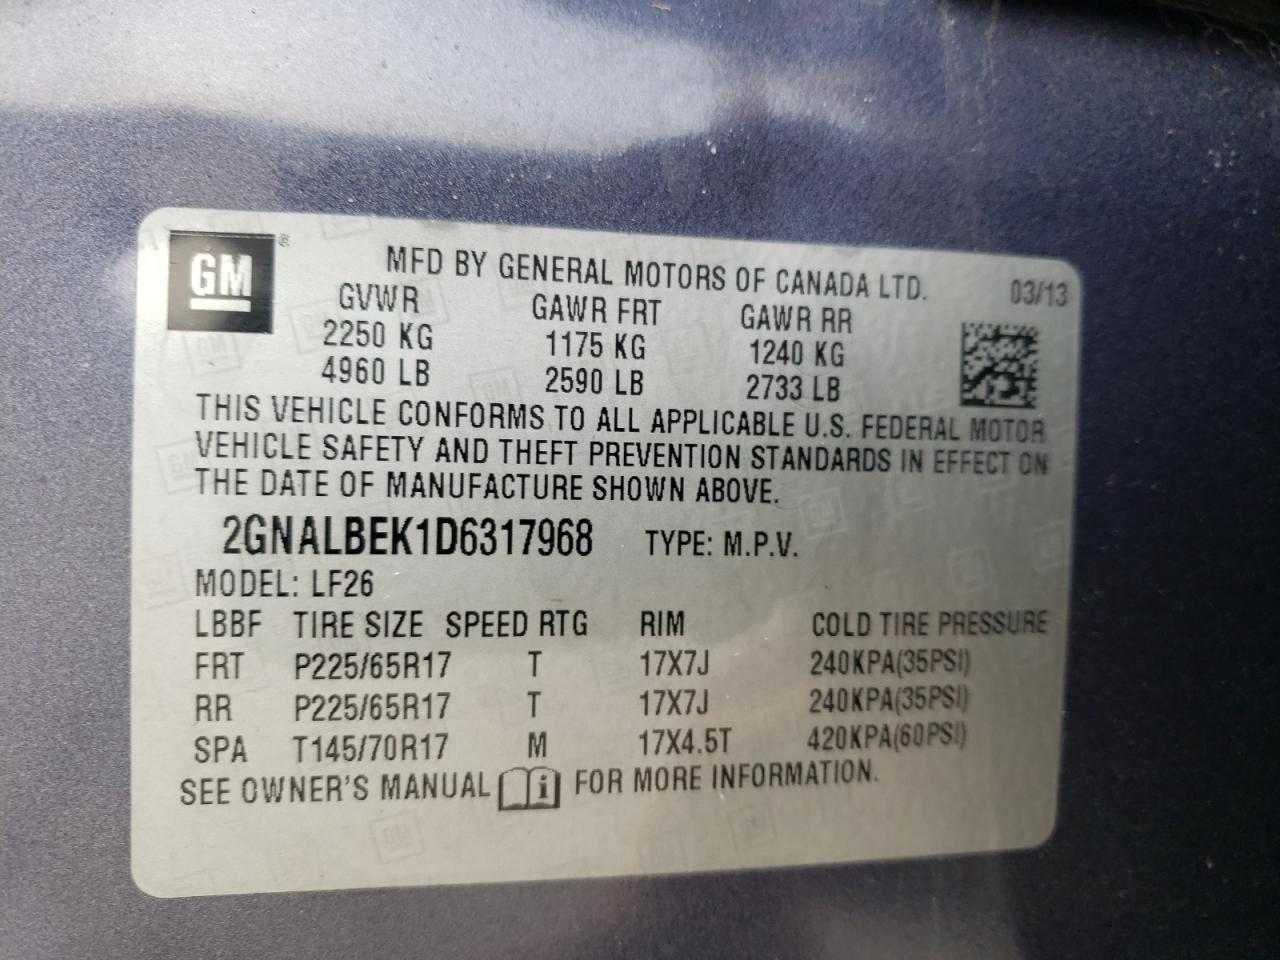 GM ®
MFD BY GENERAL MOTORS OF CANADA LTD. 03/13
GVWR GAWR FRT GAWR RR
2250 KG 1175 KG 1240 KG
4960 LB 2590 LB 2733 LB
THIS VEHICLE CONFORMS TO ALL APPLICABLE U.S. FEDERAL MOTOR
VEHICLE SAFETY AND THEFT PREVENTION STANDARDS IN EFFECT ON
THE DATE OF MANUFACTURE SHOWN ABOVE.
2GNALBEK1D6317968 TYPE: M.P.V.
MODEL: LF26
LBBF TIRE SIZE SPEED RTG RIM COLD TIRE PRESSURE
FRT P225/65R17 T 17X7J 240KPA(35PSI)
RR P225/65R17 T 17X7J 240KPA(35PSI)
SPA T145/70R17 M 17X4.5T 420KPA(60PSI)
SEE OWNER'S MANUAL i FOR MORE INFORMATION.